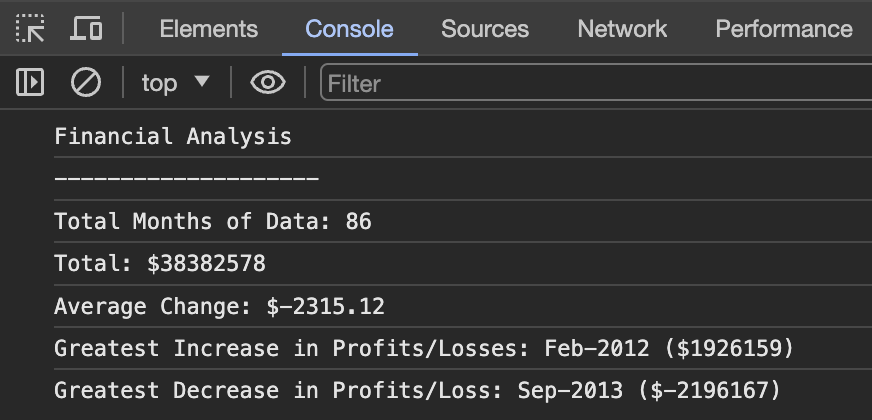 Elements Console Sources Network Performance
top Filter
Financial Analysis
--------------------
Total Months of Data: 86
Total: $38382578
Average Change: $-2315.12
Greatest Increase in Profits/Losses: Feb-2012 ($1926159)
Greatest Decrease in Profits/Loss: Sep-2013 ($-2196167)